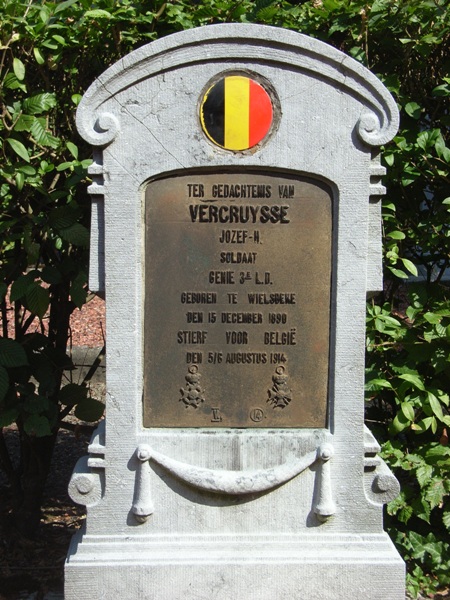 TER GEDACHTENIS VAN
VERCRUYSSE
JOZEF-H.
SOLDAAT
GENIE 3E L.D.
GEBOREN TE WIELSBEKE
DEN 15 DECEMBER 1890
STIERF VOOR BELGIË
DEN 5/6 AUGUSTUS 1914